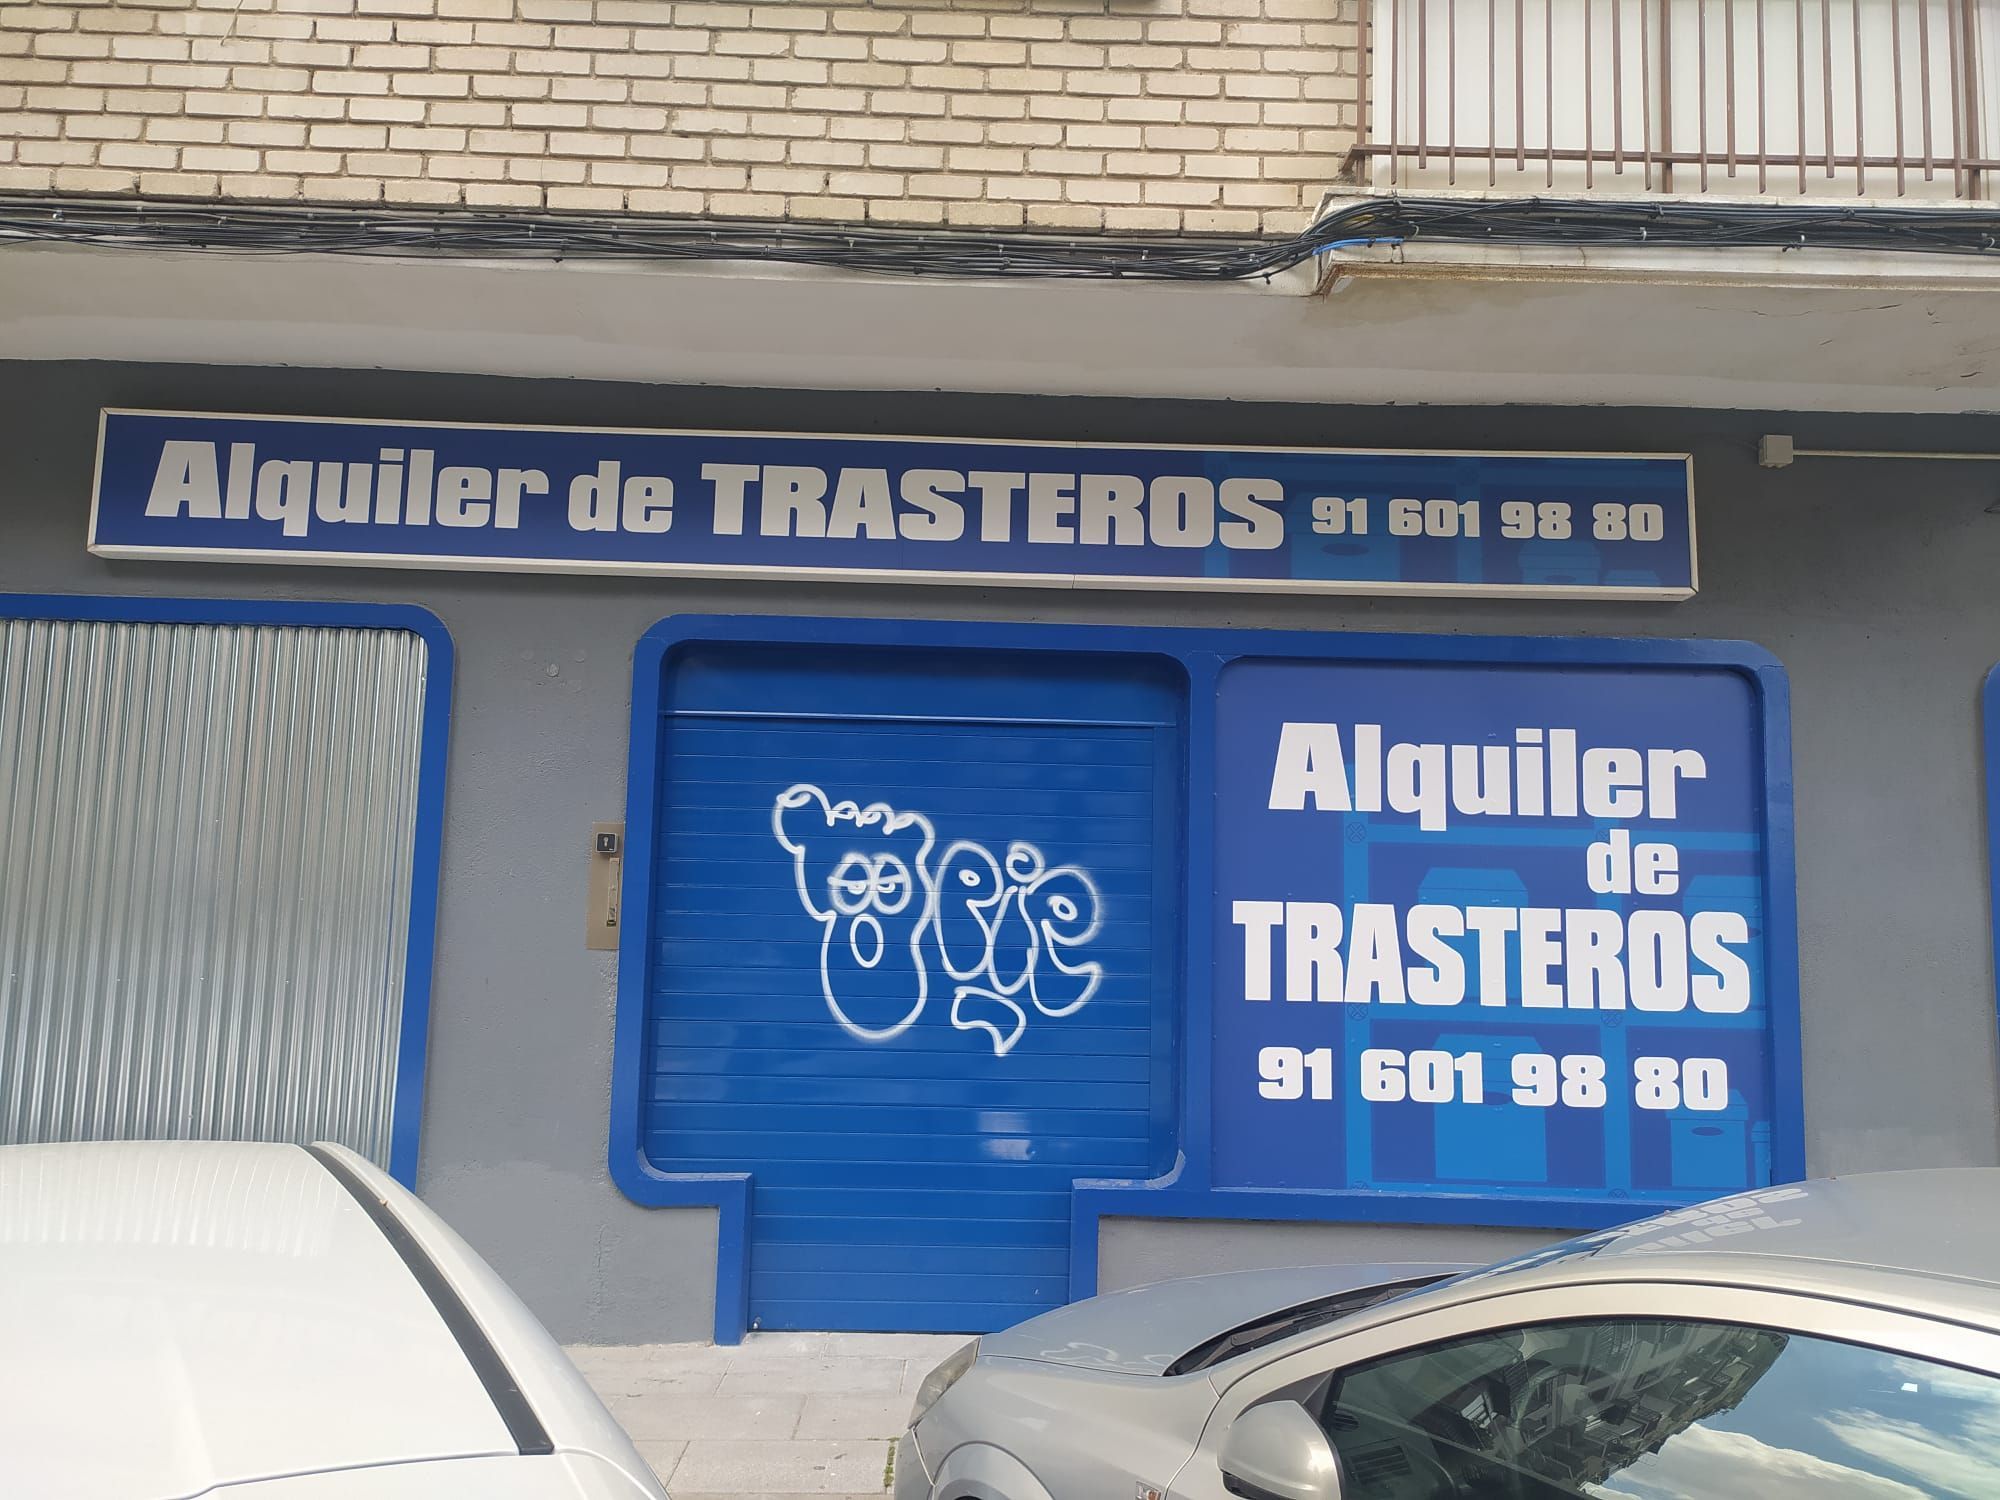 Alquiler de TRASTEROS 91 601 98 80
Alquiler
de
TRASTEROS
91 601 98 80